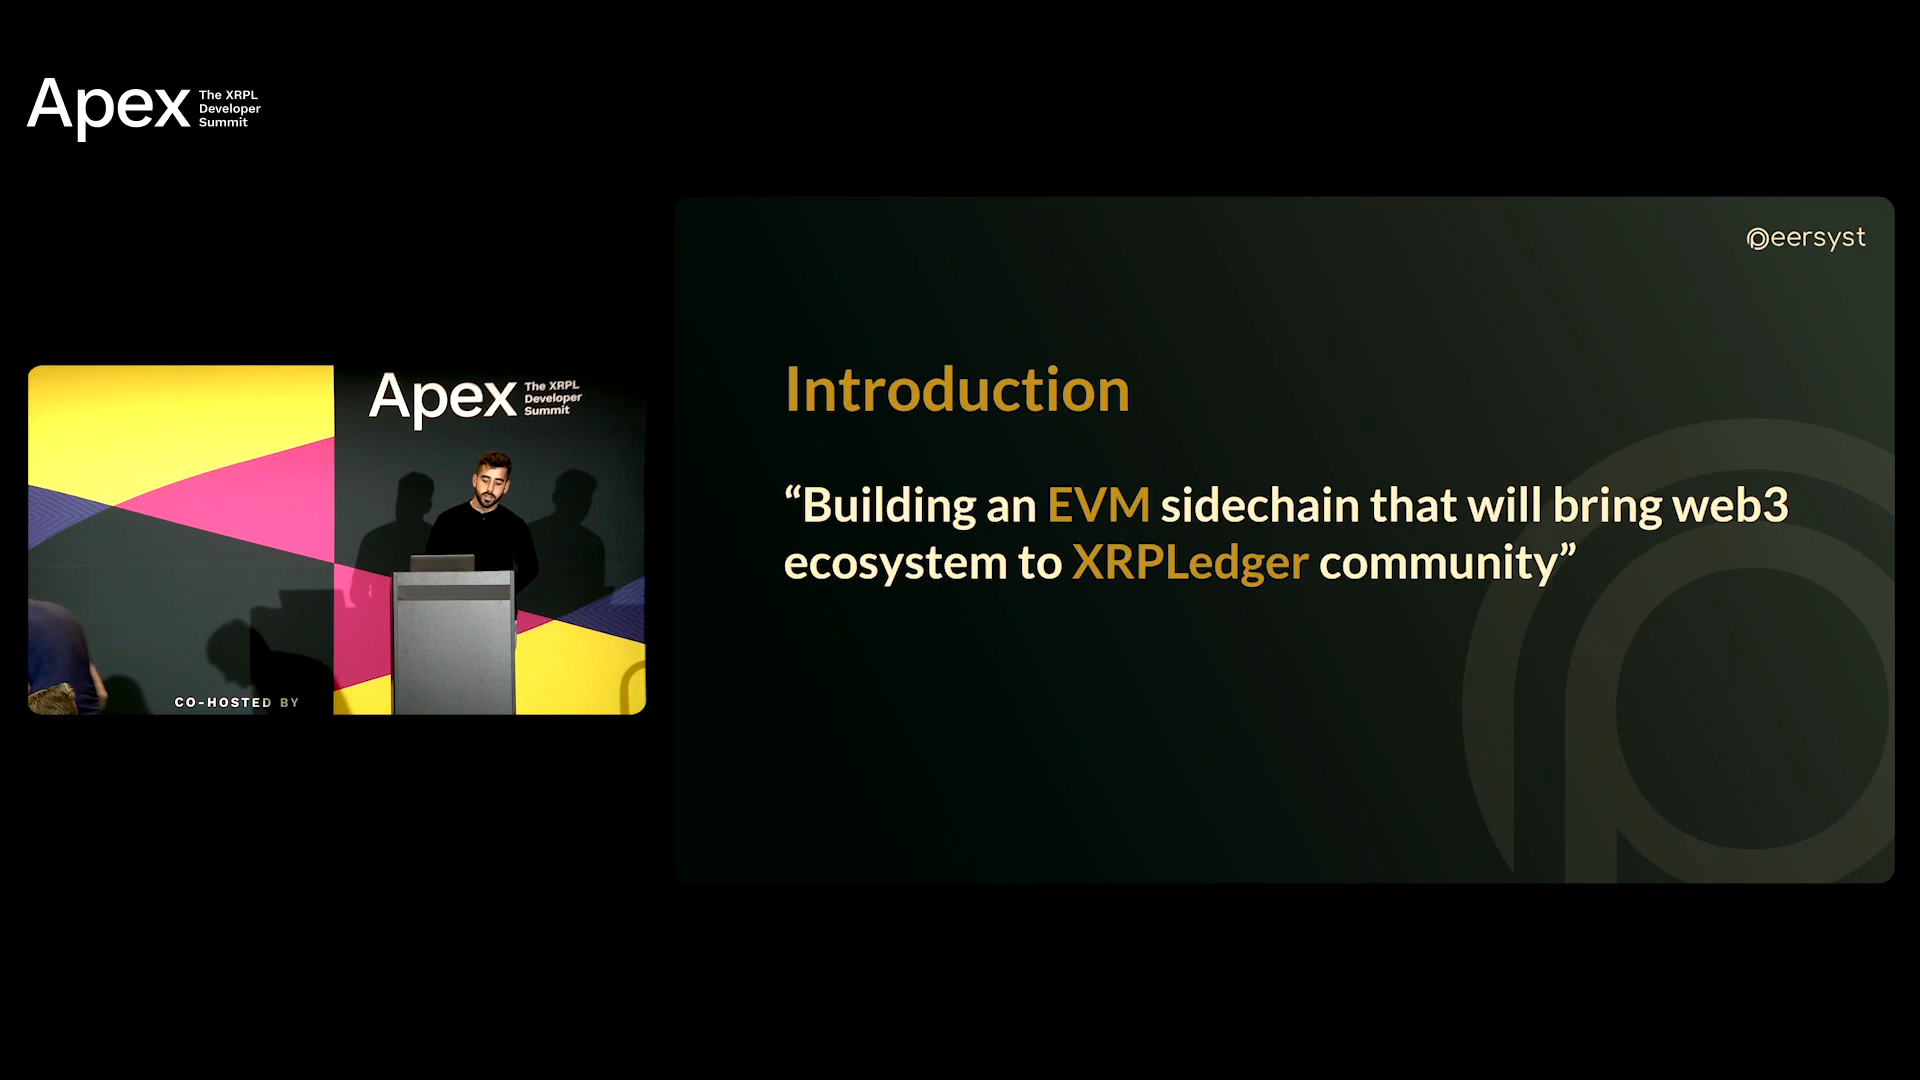 Apex
The XRPL
Developer
Summit
Apex
The XRPL
Developer
Summit
CO-HOSTED BY
peersyst
Introduction
“Building an EVM sidechain that will bring web3
ecosystem to XRPLedger community”